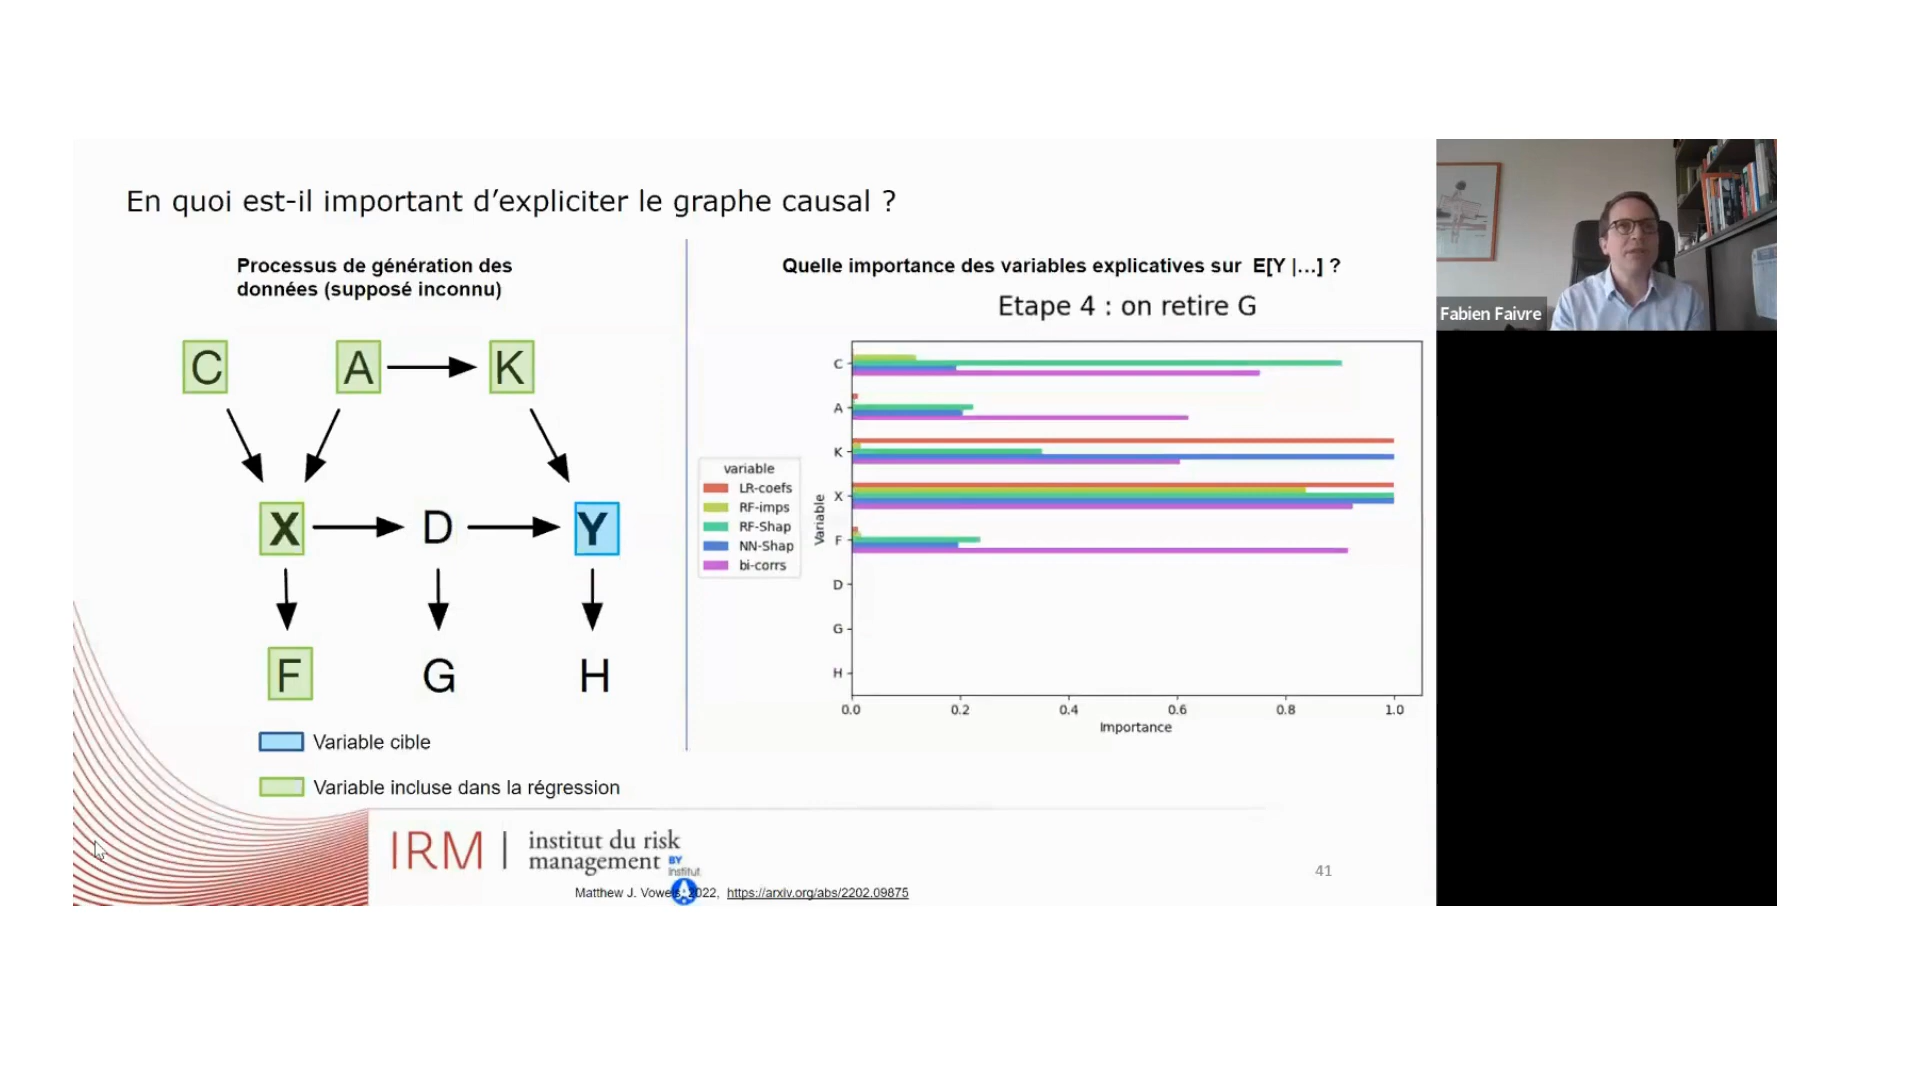 En quoi est-il important d’expliciter le graphe causal ?
Processus de génération des
données (supposé inconnu)
C
A
K
X
D
Y
F
G
H
Variable cible
Variable incluse dans la régression
Quelle importance des variables explicatives sur E[Y |...] ?
Etape 4 : on retire G
variable
LR-coefs
RF-imps
RF-Shap
NN-Shap
bi-corrs
Variable
C
A
K
X
F
D
G
H
0.0 0.2 0.4 0.6 0.8 1.0
Importance
IRM | institut du risk
management BY
Institut.
Matthew J. Vowels, 2022, https://arxiv.org/abs/2202.09875
41
Fabien Faivre